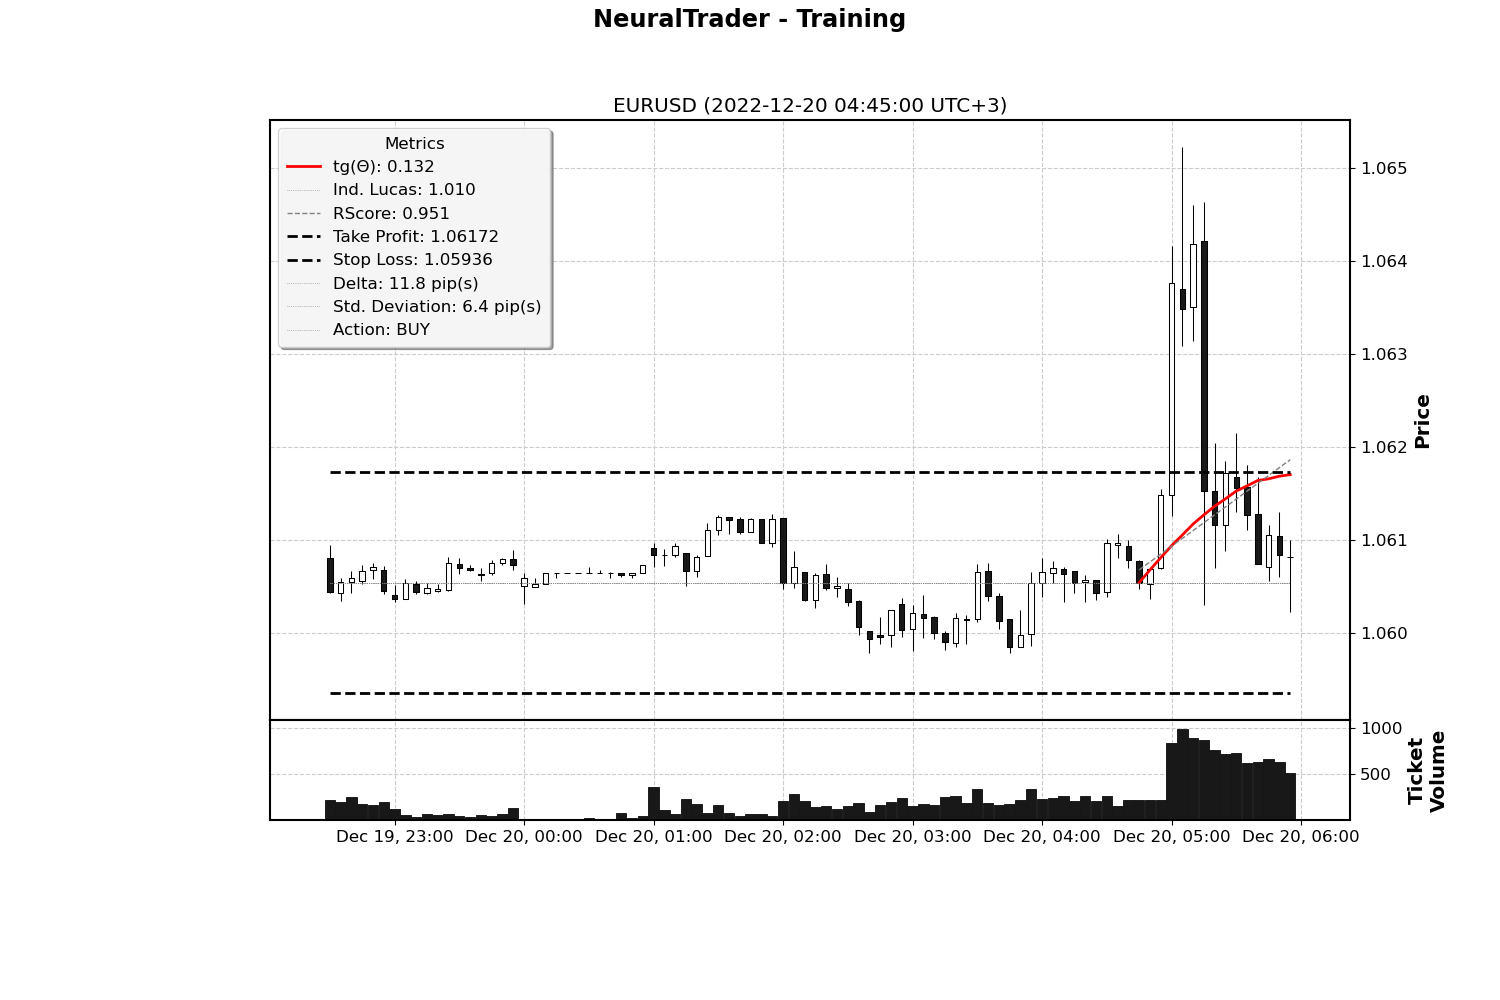 NeuralTrader - Training
EURUSD (2022-12-20 04:45:00 UTC+3)
Metrics
tg(Θ): 0.132
Ind. Lucas: 1.010
RScore: 0.951
Take Profit: 1.06172
Stop Loss: 1.05936
Delta: 11.8 pip(s)
Std. Deviation: 6.4 pip(s)
Action: BUY
1.065
1.064
1.063
1.062
1.061
1.060
Price
1000
500
Ticket
Volume
Dec 19, 23:00
Dec 20, 00:00
Dec 20, 01:00
Dec 20, 02:00
Dec 20, 03:00
Dec 20, 04:00
Dec 20, 05:00
Dec 20, 06:00